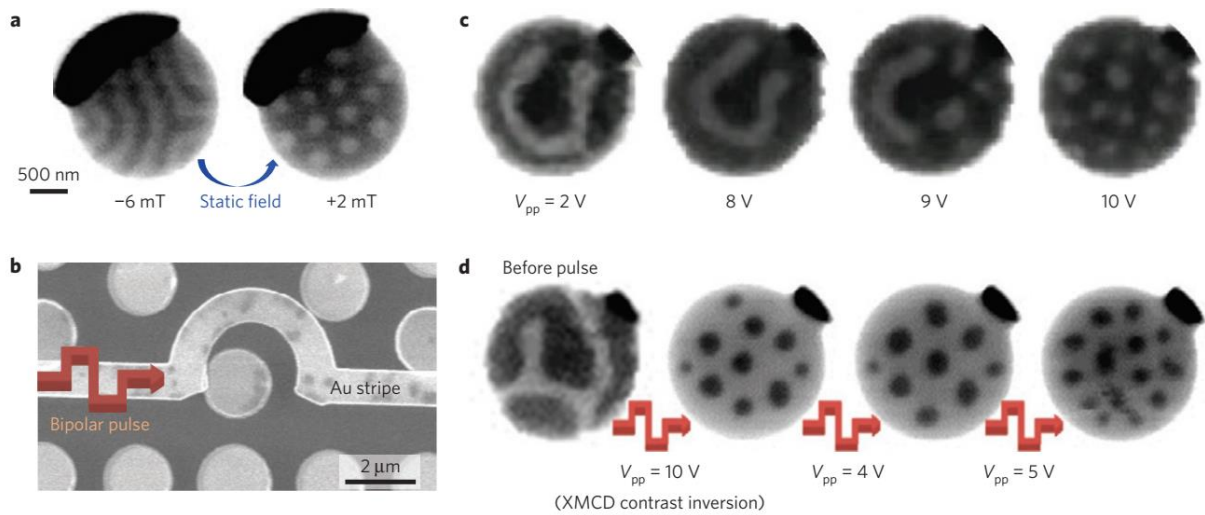 a
500 nm
−6 mT
Static field
+2 mT
c
Vpp = 2 V
8 V
9 V
10 V
b
Bipolar pulse
Au stripe
2 μm
d
Before pulse
Vpp = 10 V
Vpp = 4 V
Vpp = 5 V
(XMCD contrast inversion)